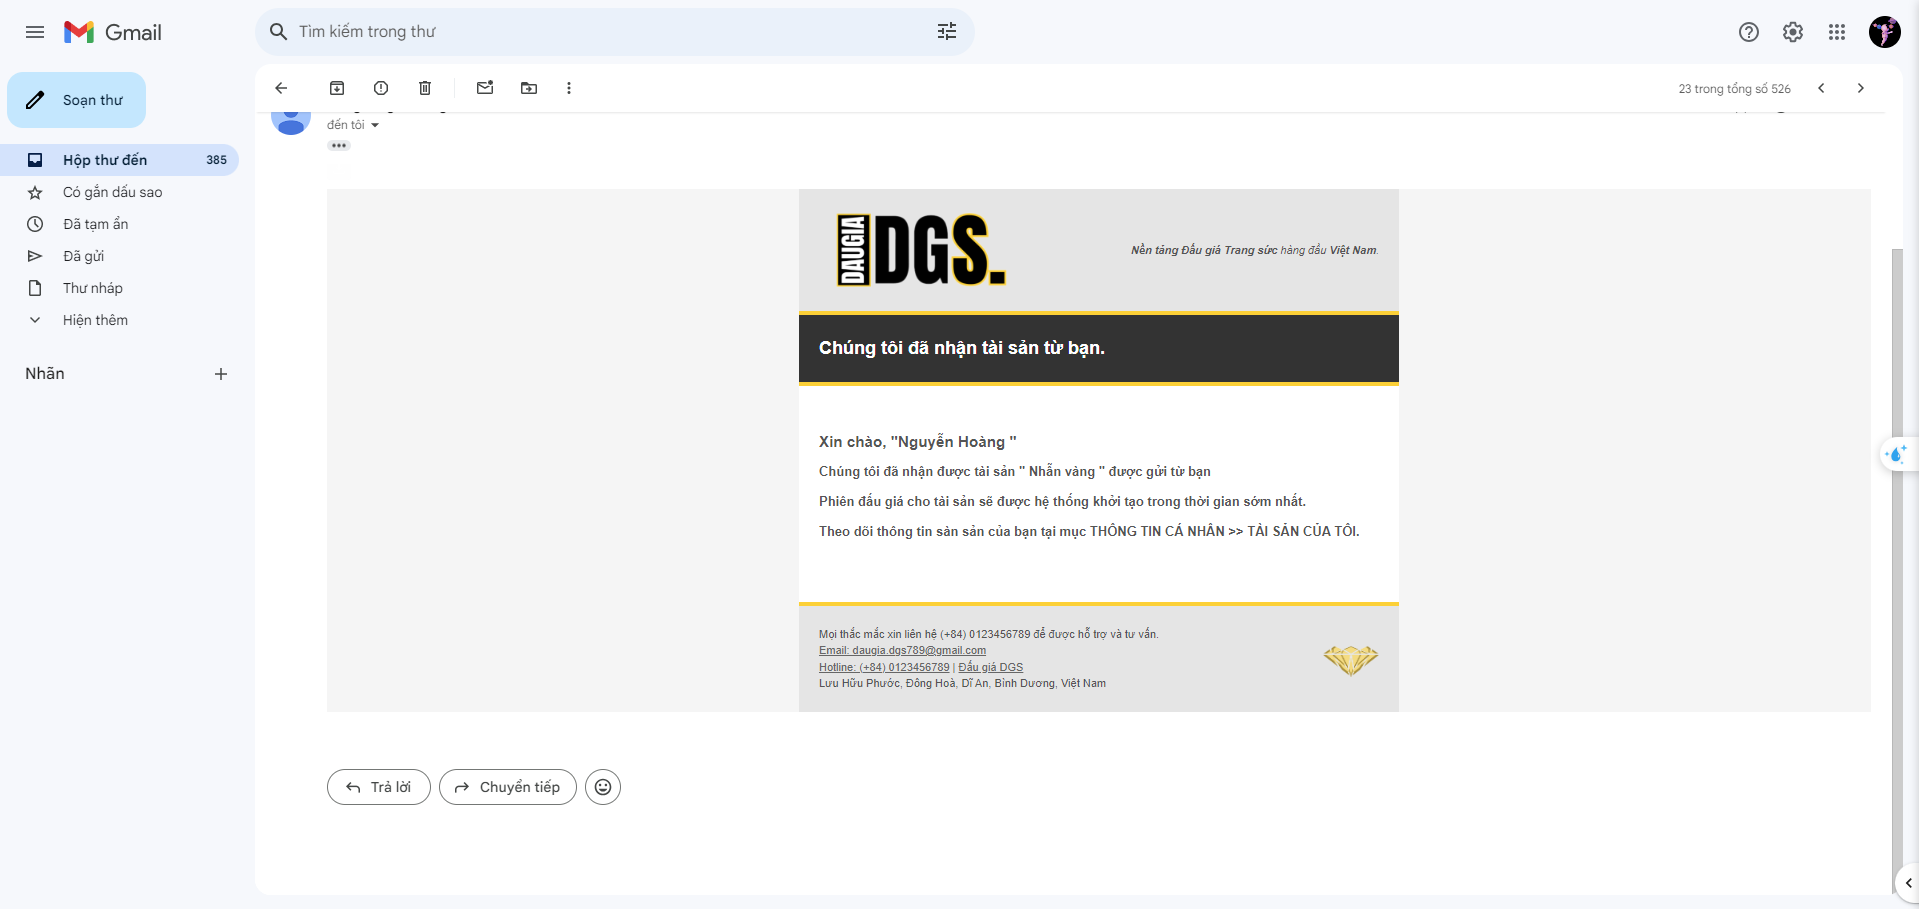 Gmail
Tìm kiếm trong thư
Soạn thư
23 trong tổng số 526
đến tôi
Hộp thư đến 385
Có gắn dấu sao
Đã tạm ẩn
Đã gửi
Thư nháp
Hiện thêm
Nhãn
DAUGIA DGS.
Nền tảng Đấu giá Trang sức hàng đầu Việt Nam.
Chúng tôi đã nhận tài sản từ bạn.
Xin chào, "Nguyễn Hoàng "
Chúng tôi đã nhận được tài sản " Nhẫn vàng " được gửi từ bạn
Phiên đấu giá cho tài sản sẽ được hệ thống khởi tạo trong thời gian sớm nhất.
Theo dõi thông tin sản sản của bạn tại mục THÔNG TIN CÁ NHÂN >> TÀI SẢN CỦA TÔI.
Mọi thắc mắc xin liên hệ (+84) 0123456789 để được hỗ trợ và tư vấn.
Email: daugia.dgs789@gmail.com
Hotline: (+84) 0123456789 | Đấu giá DGS
Lưu Hữu Phước, Đông Hoà, Dĩ An, Bình Dương, Việt Nam
Trả lời
Chuyển tiếp